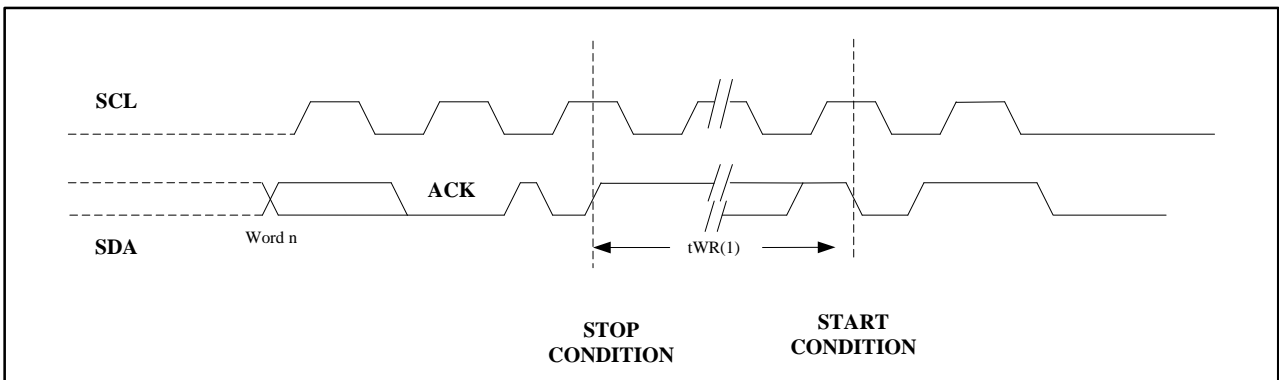 SCL
ACK
Word n
SDA
tWR(1)
STOP
CONDITION
START
CONDITION